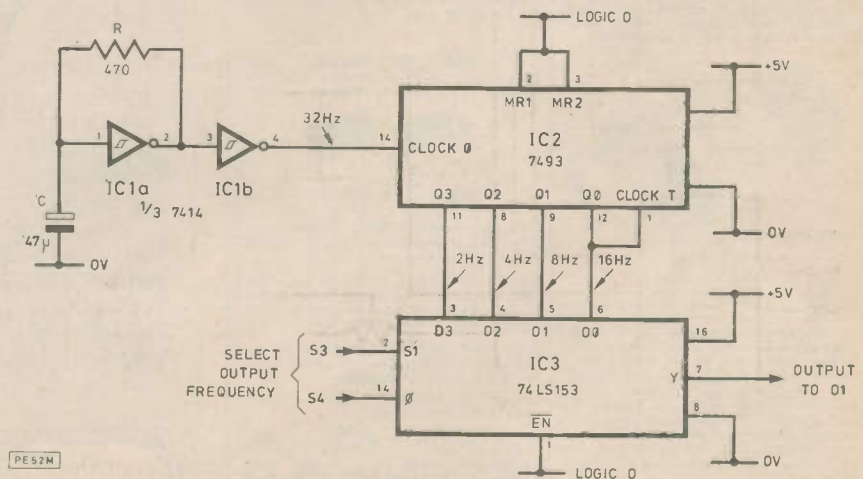 LOGIC 0
R
470
+5V
2
3
MR1
MR2
32Hz
1
2
3
4
14
CLOCK 0
IC2
7493
IC1a
IC1b
1/3 7414
Q3
Q2
Q1
Q0
CLOCK T
C
47µ
0V
11
8
9
12
1
0V
2Hz
4Hz
8Hz
16Hz
+5V
3
4
5
6
D3
D2
D1
D0
16
SELECT
OUTPUT
FREQUENCY
S3
2
S1
IC3
74LS153
Y
7
OUTPUT
TO 01
S4
14
0
8
EN
1
0V
PE52M
LOGIC 0